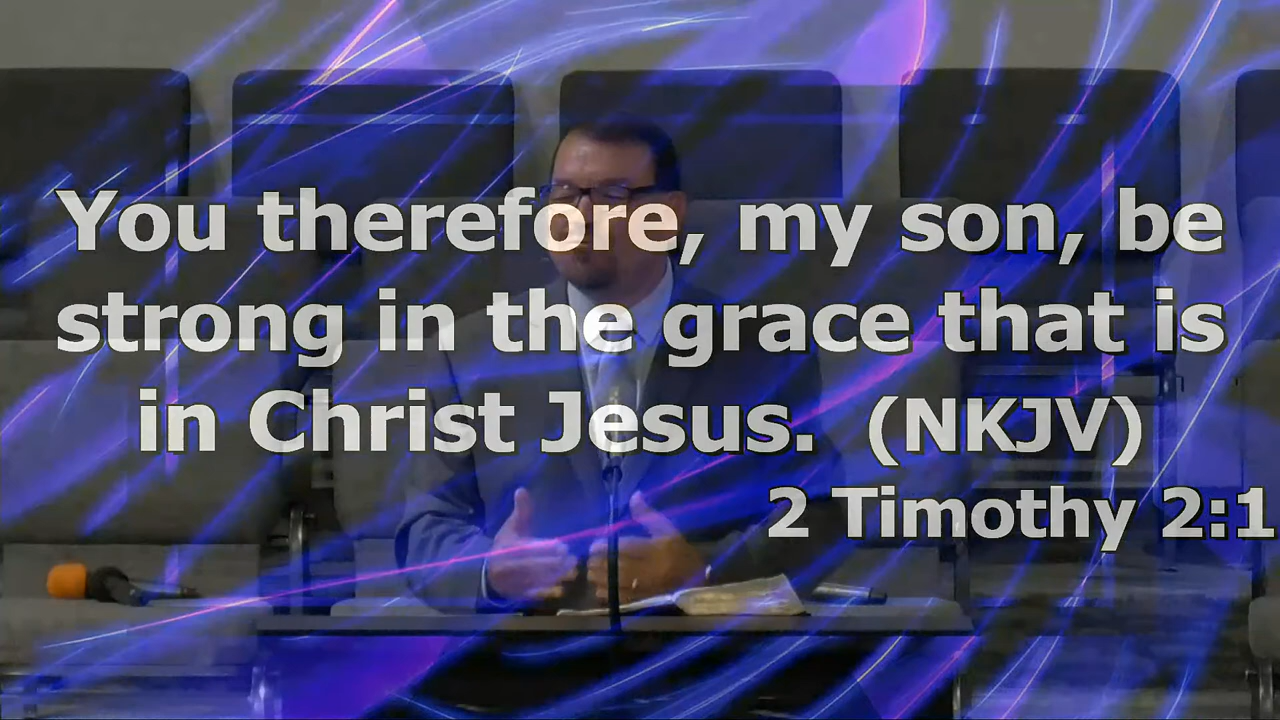 You therefore, my son, be
strong in the grace that is
in Christ Jesus. (NKJV)
2 Timothy 2:1